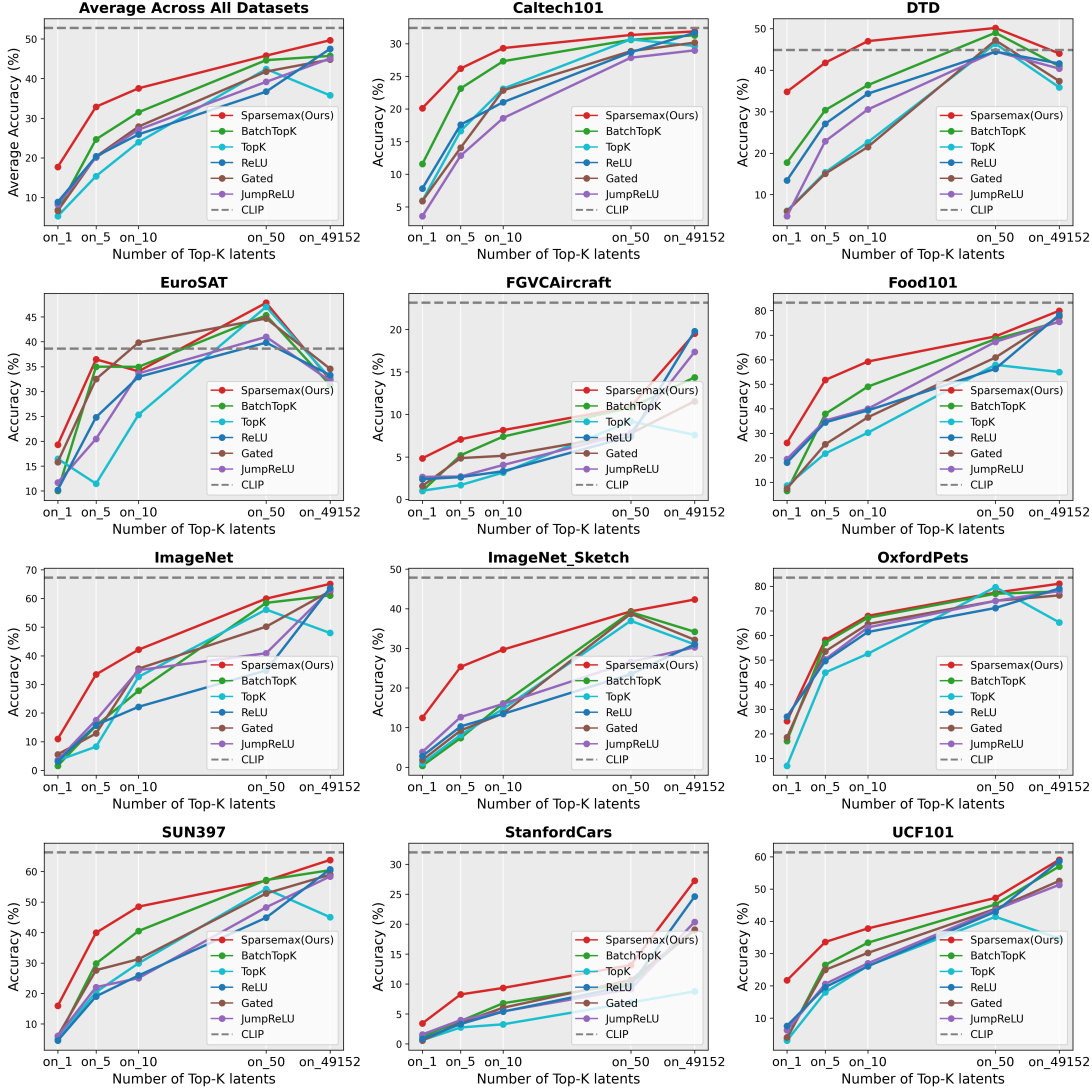 Average Across All Datasets
Average Accuracy (%)
50
40
30
20
10
Sparsemax(Ours)
BatchTopK
TopK
ReLU
Gated
JumpReLU
CLIP
on_1 on_5 on_10 on_50 on_49152
Number of Top-K latents
Caltech101
Accuracy (%)
30
25
20
15
10
5
Sparsemax(Ours)
BatchTopK
TopK
ReLU
Gated
JumpReLU
CLIP
on_1 on_5 on_10 on_50 on_49152
Number of Top-K latents
DTD
Accuracy (%)
50
40
30
20
10
Sparsemax(Ours)
BatchTopK
TopK
ReLU
Gated
JumpReLU
CLIP
on_1 on_5 on_10 on_50 on_49152
Number of Top-K latents
EuroSAT
Accuracy (%)
45
40
35
30
25
20
15
10
Sparsemax(Ours)
BatchTopK
TopK
ReLU
Gated
JumpReLU
CLIP
on_1 on_5 on_10 on_50 on_49152
Number of Top-K latents
FGVCAircraft
Accuracy (%)
20
15
10
5
0
Sparsemax(Ours)
BatchTopK
TopK
ReLU
Gated
JumpReLU
CLIP
on_1 on_5 on_10 on_50 on_49152
Number of Top-K latents
Food101
Accuracy (%)
80
70
60
50
40
30
20
10
Sparsemax(Ours)
BatchTopK
TopK
ReLU
Gated
JumpReLU
CLIP
on_1 on_5 on_10 on_50 on_49152
Number of Top-K latents
ImageNet
Accuracy (%)
70
60
50
40
30
20
10
0
Sparsemax(Ours)
BatchTopK
TopK
ReLU
Gated
JumpReLU
CLIP
on_1 on_5 on_10 on_50 on_49152
Number of Top-K latents
ImageNet_Sketch
Accuracy (%)
50
40
30
20
10
0
Sparsemax(Ours)
BatchTopK
TopK
ReLU
Gated
JumpReLU
CLIP
on_1 on_5 on_10 on_50 on_49152
Number of Top-K latents
OxfordPets
Accuracy (%)
80
70
60
50
40
30
20
10
Sparsemax(Ours)
BatchTopK
TopK
ReLU
Gated
JumpReLU
CLIP
on_1 on_5 on_10 on_50 on_49152
Number of Top-K latents
SUN397
Accuracy (%)
60
50
40
30
20
10
Sparsemax(Ours)
BatchTopK
TopK
ReLU
Gated
JumpReLU
CLIP
on_1 on_5 on_10 on_50 on_49152
Number of Top-K latents
StanfordCars
Accuracy (%)
30
25
20
15
10
5
0
Sparsemax(Ours)
BatchTopK
TopK
ReLU
Gated
JumpReLU
CLIP
on_1 on_5 on_10 on_50 on_49152
Number of Top-K latents
UCF101
Accuracy (%)
60
50
40
30
20
10
Sparsemax(Ours)
BatchTopK
TopK
ReLU
Gated
JumpReLU
CLIP
on_1 on_5 on_10 on_50 on_49152
Number of Top-K latents